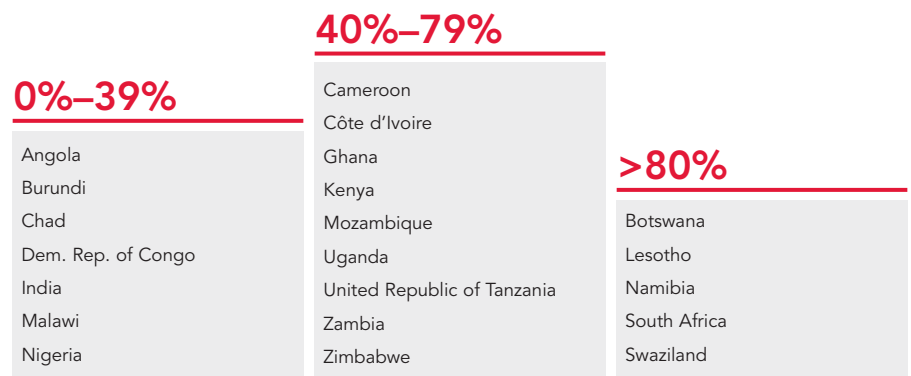 0%–39%
Angola
Burundi
Chad
Dem. Rep. of Congo
India
Malawi
Nigeria
40%–79%
Cameroon
Côte d’Ivoire
Ghana
Kenya
Mozambique
Uganda
United Republic of Tanzania
Zambia
Zimbabwe
>80%
Botswana
Lesotho
Namibia
South Africa
Swaziland